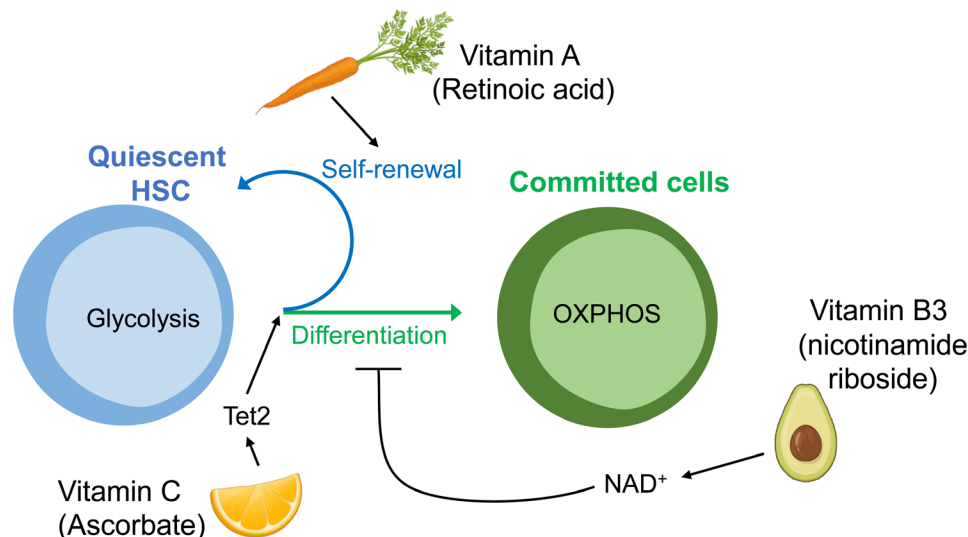 Vitamin A
(Retinoic acid)
Quiescent
HSC
Self-renewal
Committed cells
Glycolysis
OXPHOS
Differentiation
Vitamin B3
(nicotinamide
riboside)
Tet2
Vitamin C
(Ascorbate)
NAD⁺